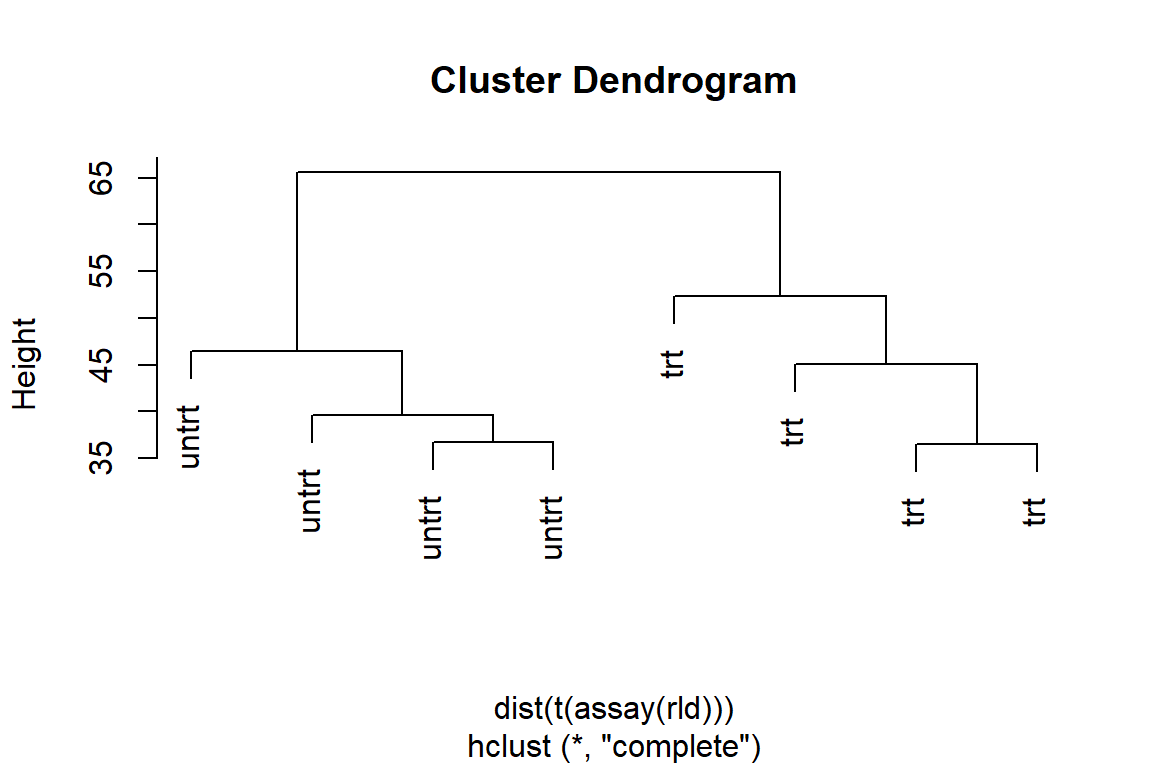 Cluster Dendrogram
Height
65
55
45
35
untrt
untrt
untrt
untrt
trt
trt
trt
trt
dist(t(assay(rld)))
hclust (*, "complete")